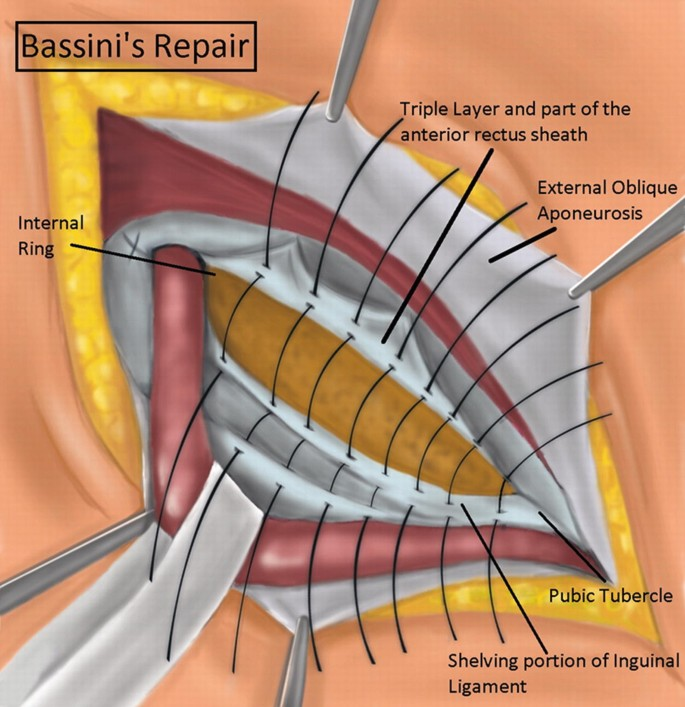 Bassini's Repair
Triple Layer and part of the
anterior rectus sheath
External Oblique
Aponeurosis
Internal
Ring
Pubic Tubercle
Shelving portion of Inguinal
Ligament